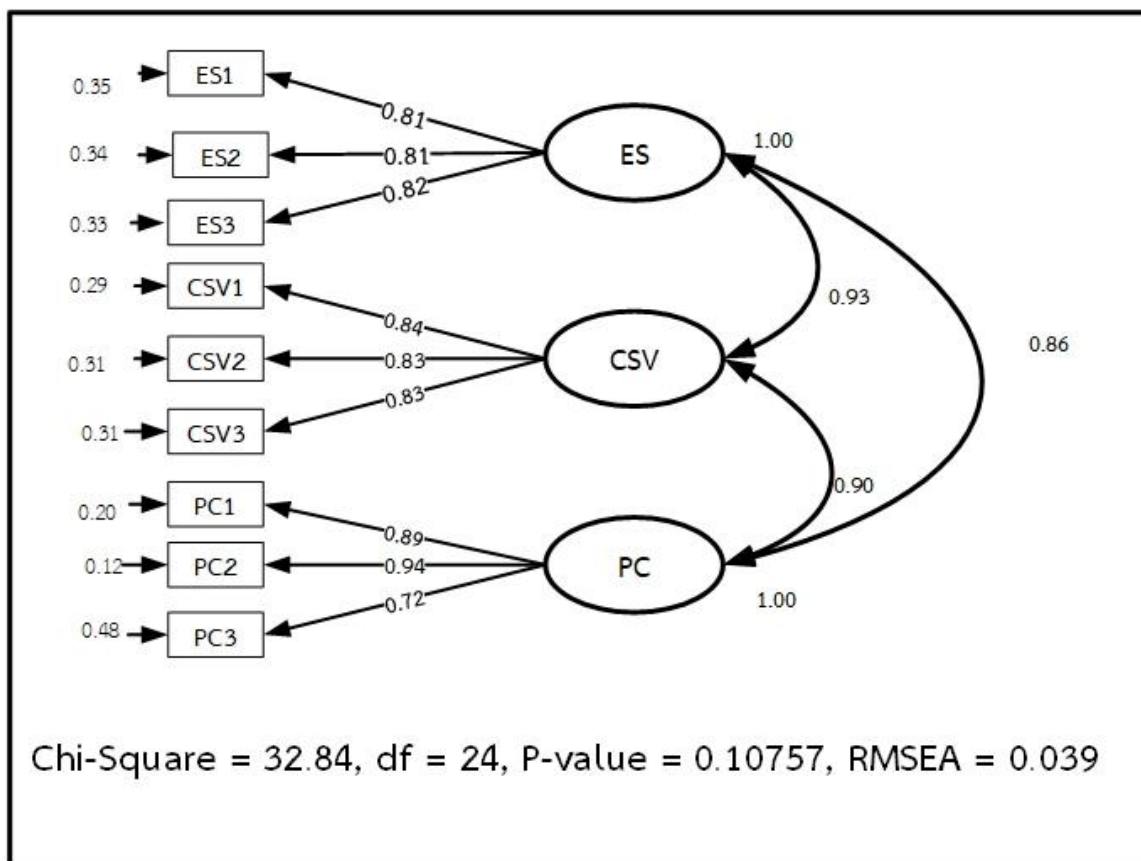 0.35 ES1 0.81
0.34 ES2 0.81 ES 1.00
0.33 ES3 0.82
0.29 CSV1 0.84 0.93
0.31 CSV2 0.83 CSV 0.86
0.31 CSV3 0.83
0.20 PC1 0.89 0.90
0.12 PC2 0.94 PC 1.00
0.48 PC3 0.72
Chi-Square = 32.84, df = 24, P-value = 0.10757, RMSEA = 0.039